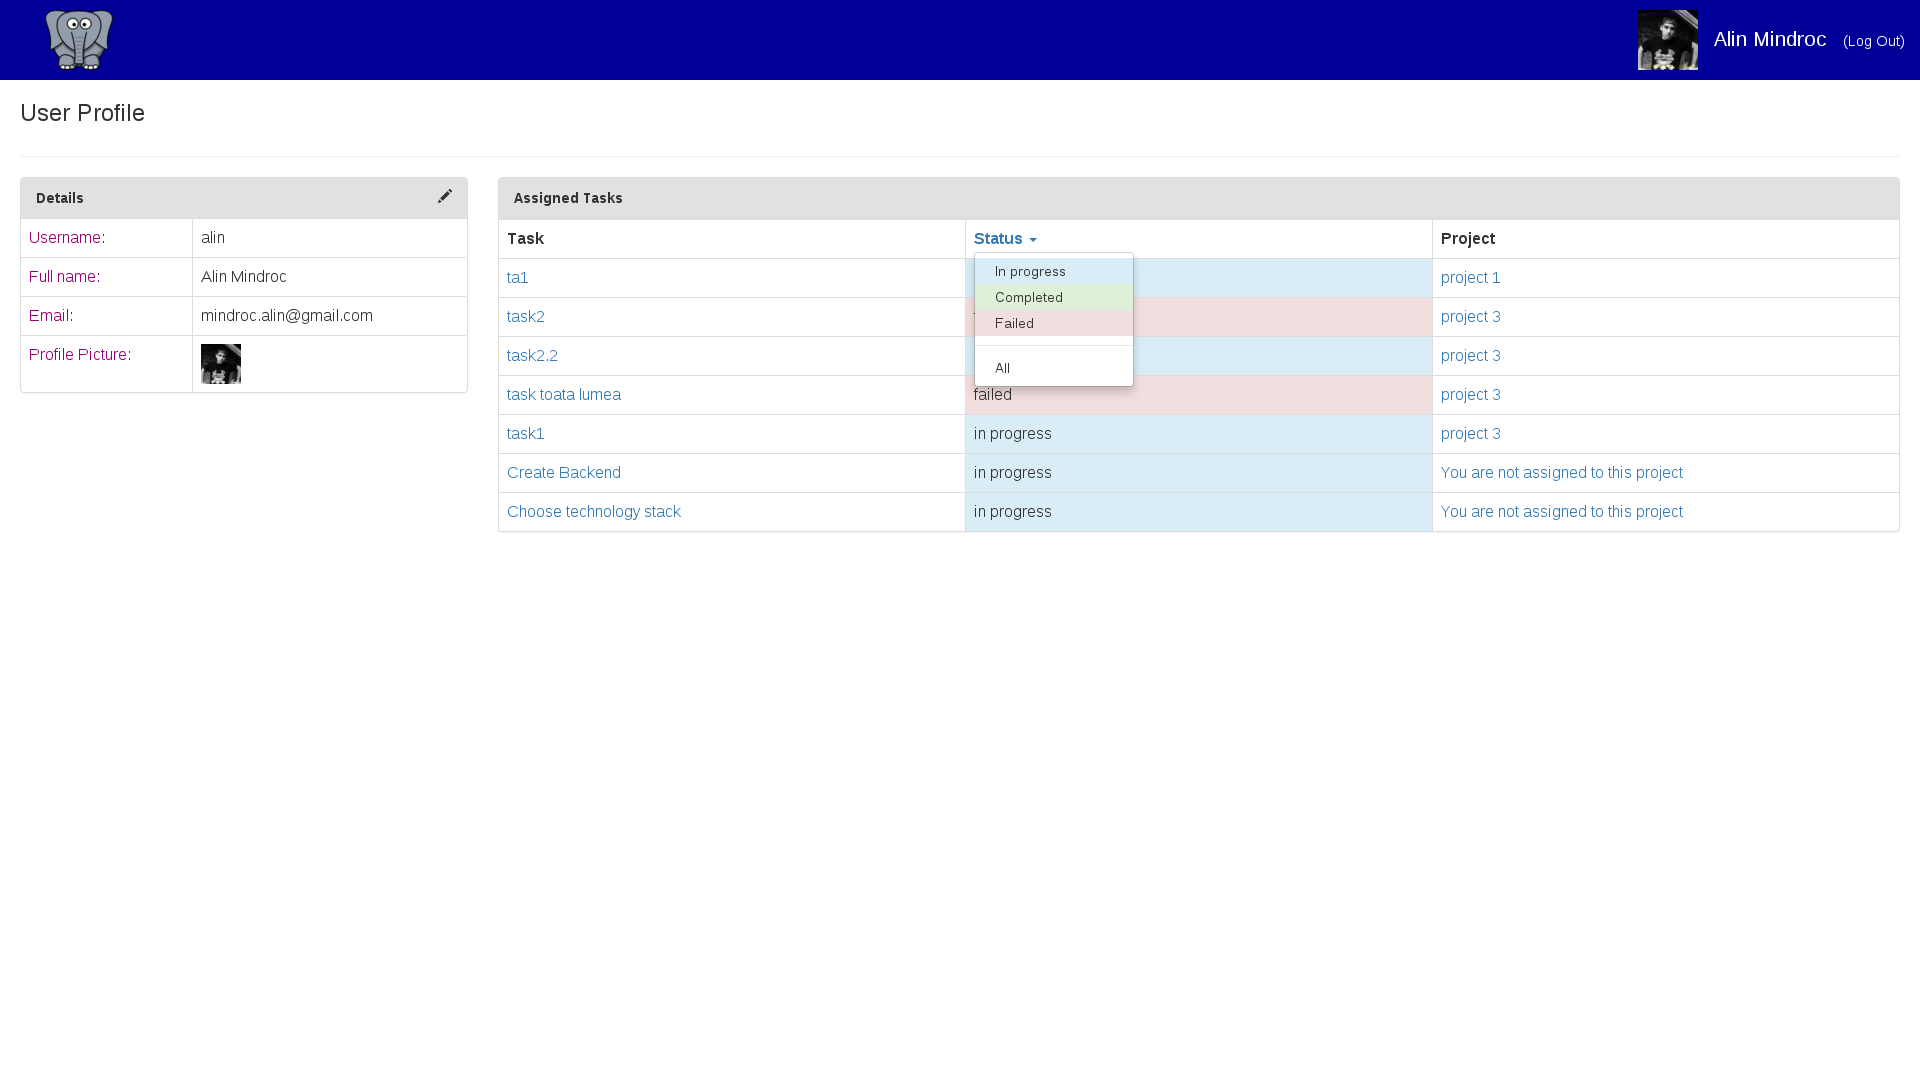 Alin Mindroc (Log Out)
User Profile
Details
Username: alin
Full name: Alin Mindroc
Email: mindroc.alin@gmail.com
Profile Picture:
Assigned Tasks
Task Status Project
In progress
Completed
Failed
All
ta1 project 1
task2 project 3
task2.2 project 3
task toata lumea failed project 3
task1 in progress project 3
Create Backend in progress You are not assigned to this project
Choose technology stack in progress You are not assigned to this project